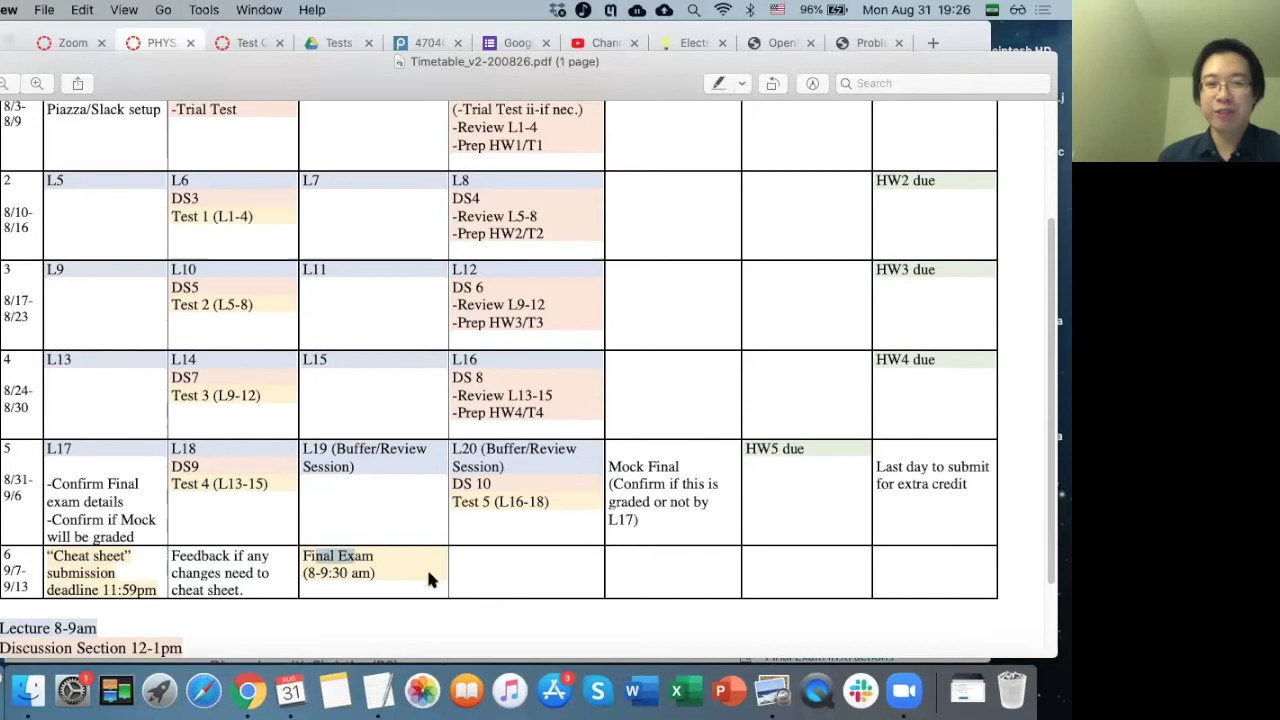 ew File Edit View Go Tools Window Help 96% Mon Aug 31 19:26
Zoom × PHYS × Test C × Tests × 4704( × Goog × Chann × Electr × OpenI × Proble × +
Timetable_v2-200826.pdf (1 page)
Search
8/3-
8/9
Piazza/Slack setup
-Trial Test
(-Trial Test ii-if nec.)
-Review L1-4
-Prep HW1/T1
2
8/10-
8/16
L5
L6
DS3
Test 1 (L1-4)
L7
L8
DS4
-Review L5-8
-Prep HW2/T2
HW2 due
3
8/17-
8/23
L9
L10
DS5
Test 2 (L5-8)
L11
L12
DS 6
-Review L9-12
-Prep HW3/T3
HW3 due
4
8/24-
8/30
L13
L14
DS7
Test 3 (L9-12)
L15
L16
DS 8
-Review L13-15
-Prep HW4/T4
HW4 due
5
8/31-
9/6
L17
-Confirm Final
exam details
-Confirm if Mock
will be graded
L18
DS9
Test 4 (L13-15)
L19 (Buffer/Review
Session)
L20 (Buffer/Review
Session)
DS 10
Test 5 (L16-18)
Mock Final
(Confirm if this is
graded or not by
L17)
HW5 due
Last day to submit
for extra credit
6
9/7-
9/13
“Cheat sheet”
submission
deadline 11:59pm
Feedback if any
changes need to
cheat sheet.
Final Exam
(8-9:30 am)
Lecture 8-9am
Discussion Section 12-1pm